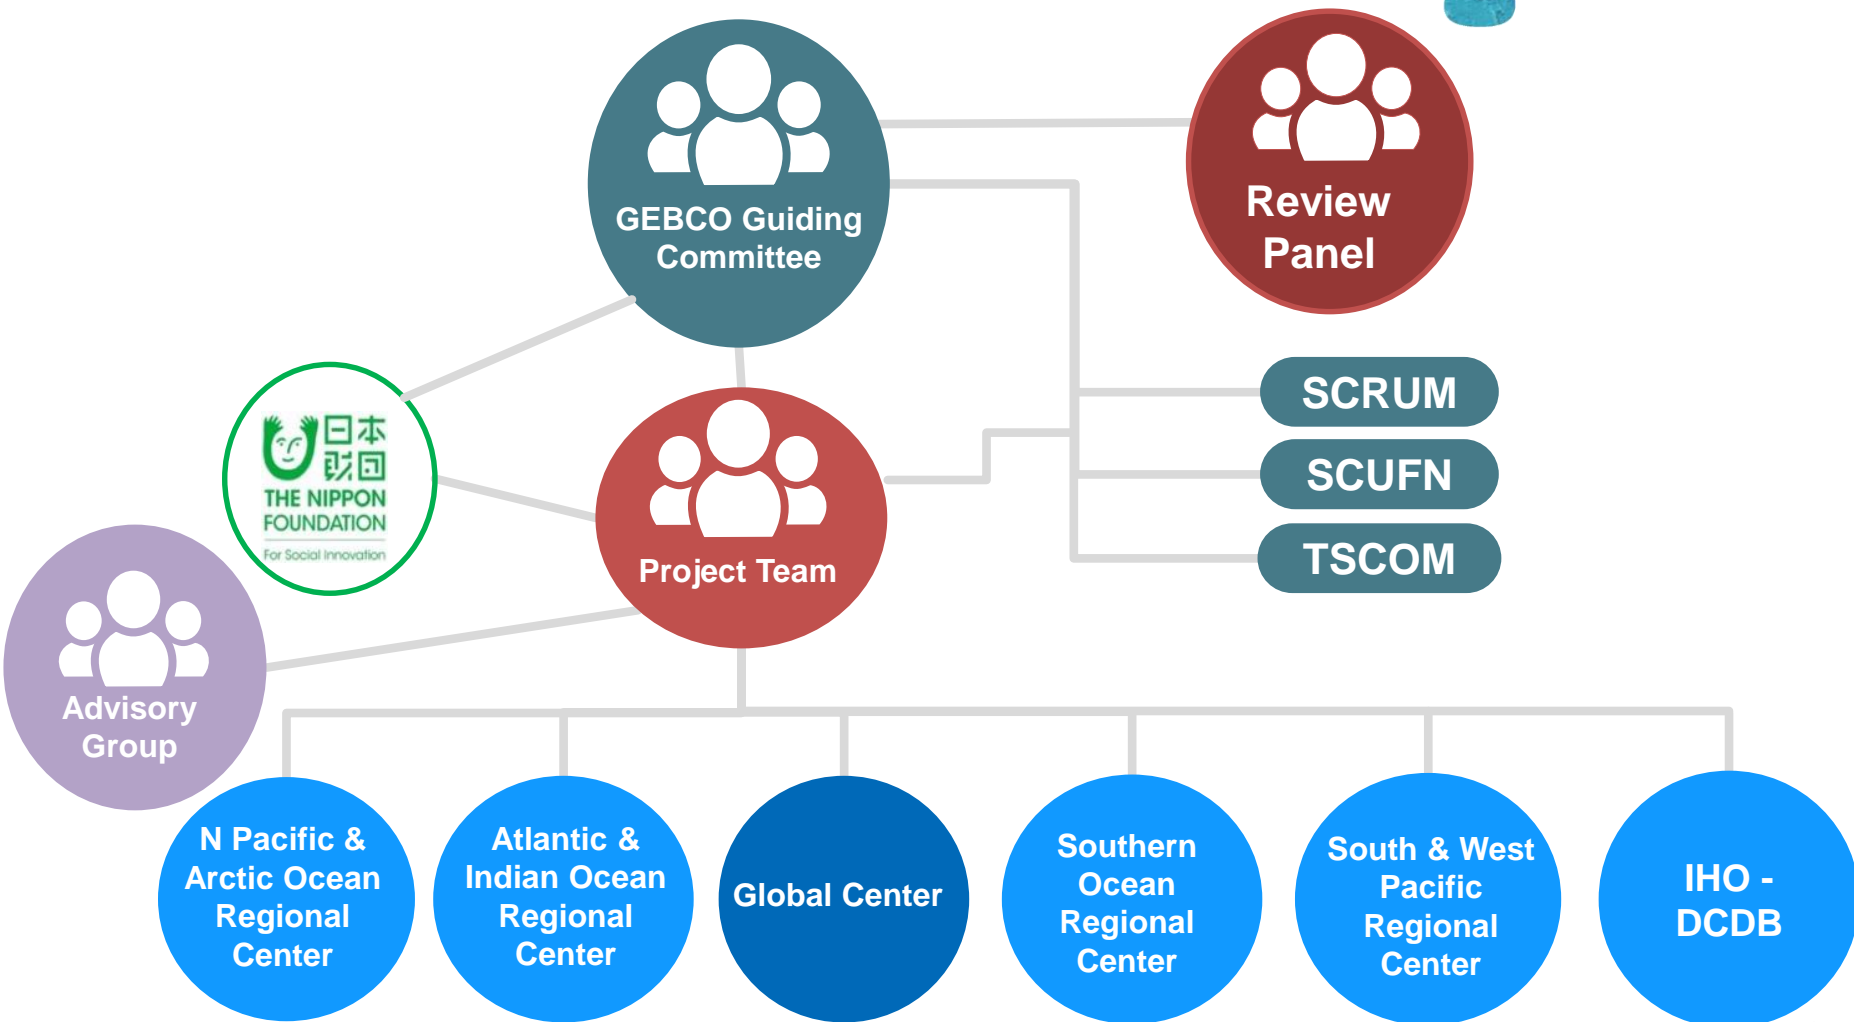 GEBCO Guiding
Committee
Review
Panel
SCRUM
SCUFN
TSCOM
日本
財団
THE NIPPON
FOUNDATION
For Social Innovation
Project Team
Advisory
Group
N Pacific &
Arctic Ocean
Regional
Center
Atlantic &
Indian Ocean
Regional
Center
Global Center
Southern
Ocean
Regional
Center
South & West
Pacific
Regional
Center
IHO -
DCDB